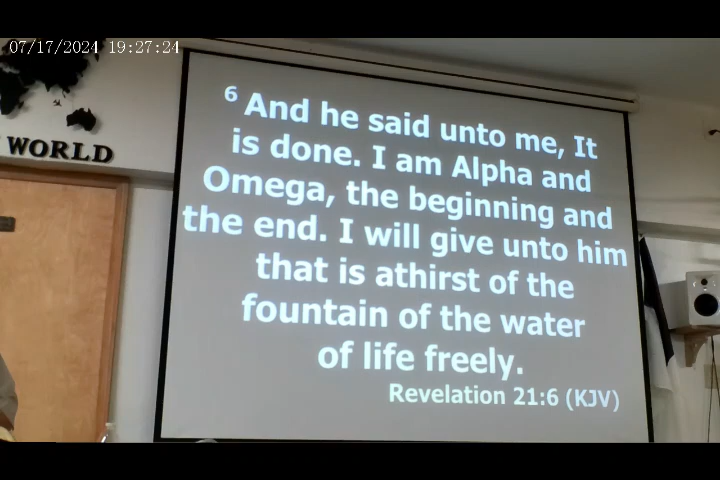 07/17/2024 19:27:24
WORLD
6 And he said unto me, It
is done. I am Alpha and
Omega, the beginning and
the end. I will give unto him
that is athirst of the
fountain of the water
of life freely.
Revelation 21:6 (KJV)